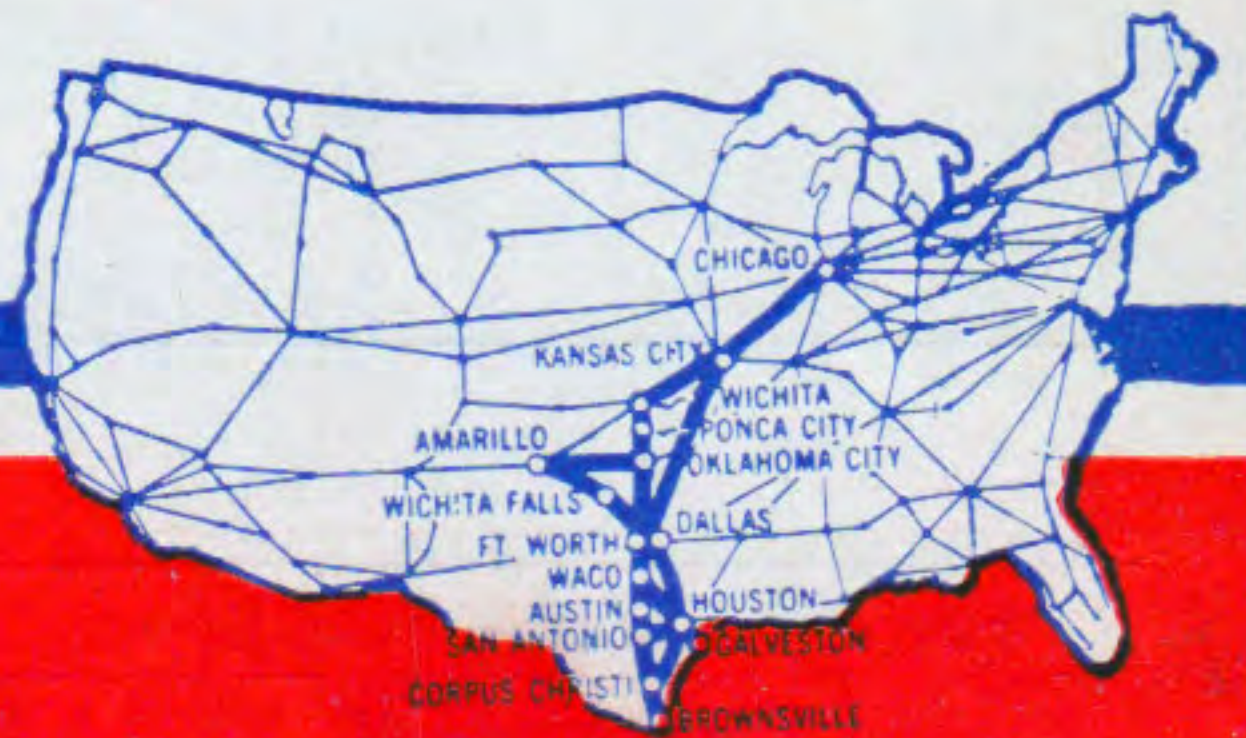 CHICAGO
KANSAS CITY
WICHITA
PONCA CITY
AMARILLO
OKLAHOMA CITY
WICHITA FALLS
DALLAS
FT. WORTH
WACO
HOUSTON
AUSTIN
SAN ANTONIO
GALVESTON
CORPUS CHRISTI
BROWNSVILLE